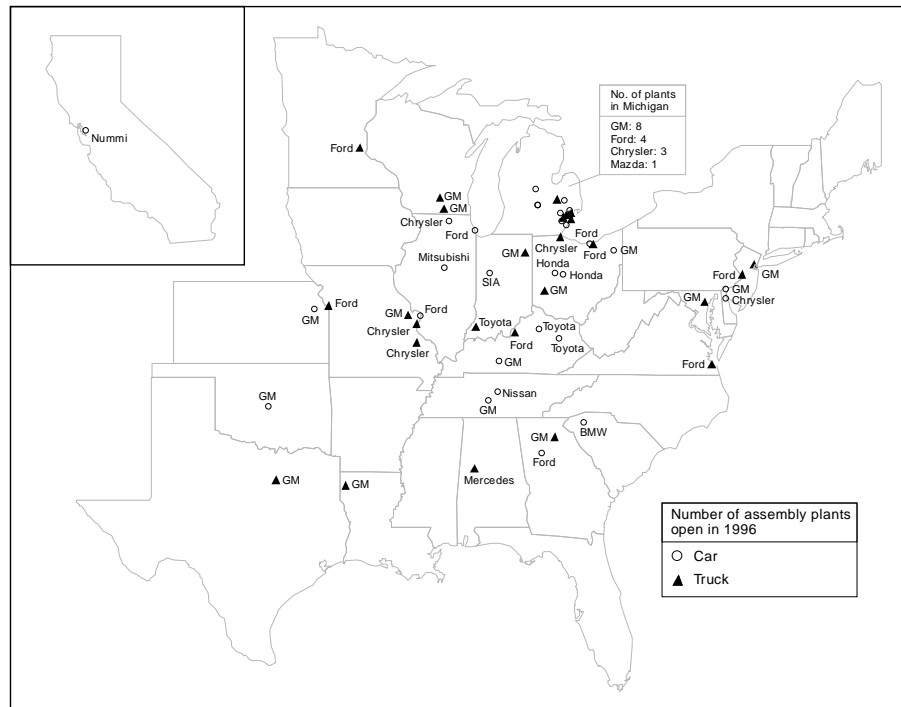 Nummi
No. of plants
in Michigan
GM: 8
Ford: 4
Chrysler: 3
Mazda: 1
Ford
GM
GM
Chrysler
Ford
Mitsubishi
SIA
GM
Chrysler
Ford
Ford
GM
Honda
Honda
GM
GM
Ford
GM
Chrysler
GM
Ford
GM
Ford
GM
Ford
Chrysler
Chrysler
Toyota
Ford
Toyota
Toyota
GM
Ford
Nissan
GM
GM
BMW
GM
Ford
Mercedes
GM
GM
Number of assembly plants
open in 1996
Car
Truck